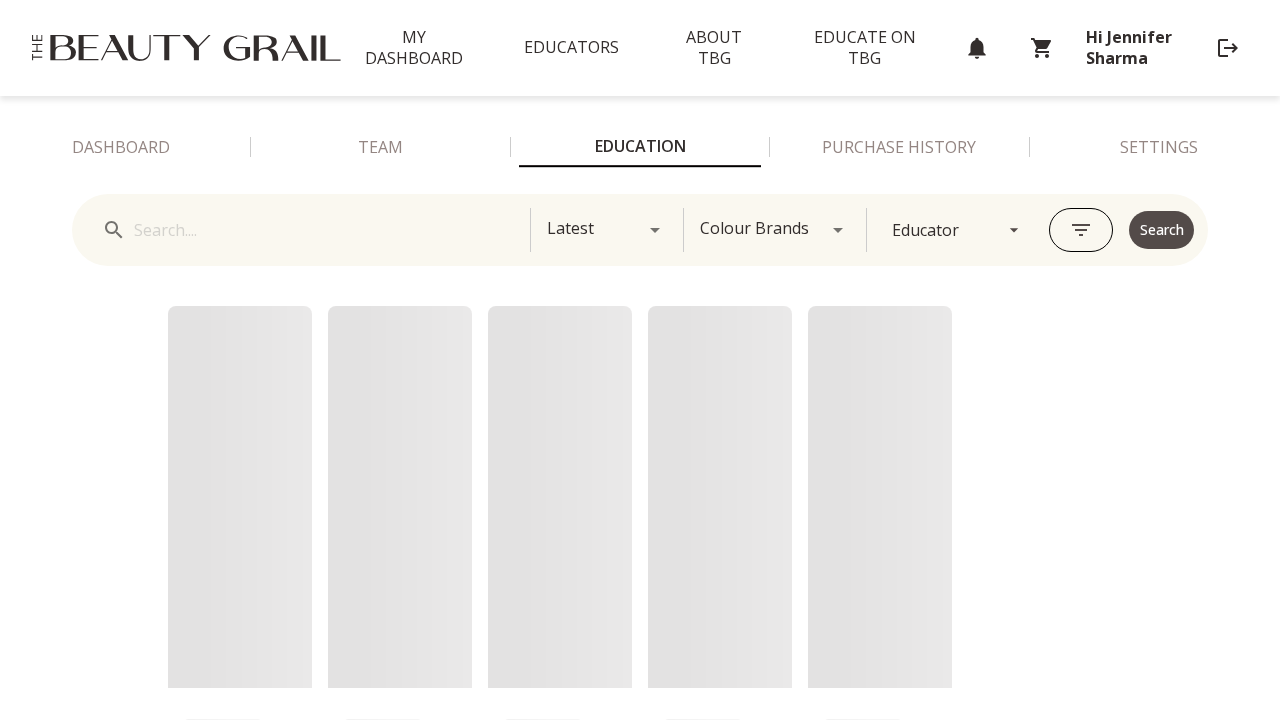 THE BEAUTY GRAIL
MY
DASHBOARD
EDUCATORS
ABOUT
TBG
EDUCATE ON
TBG
Hi Jennifer
Sharma
DASHBOARD
TEAM
EDUCATION
PURCHASE HISTORY
SETTINGS
Search....
Latest
Colour Brands
Educator
Search